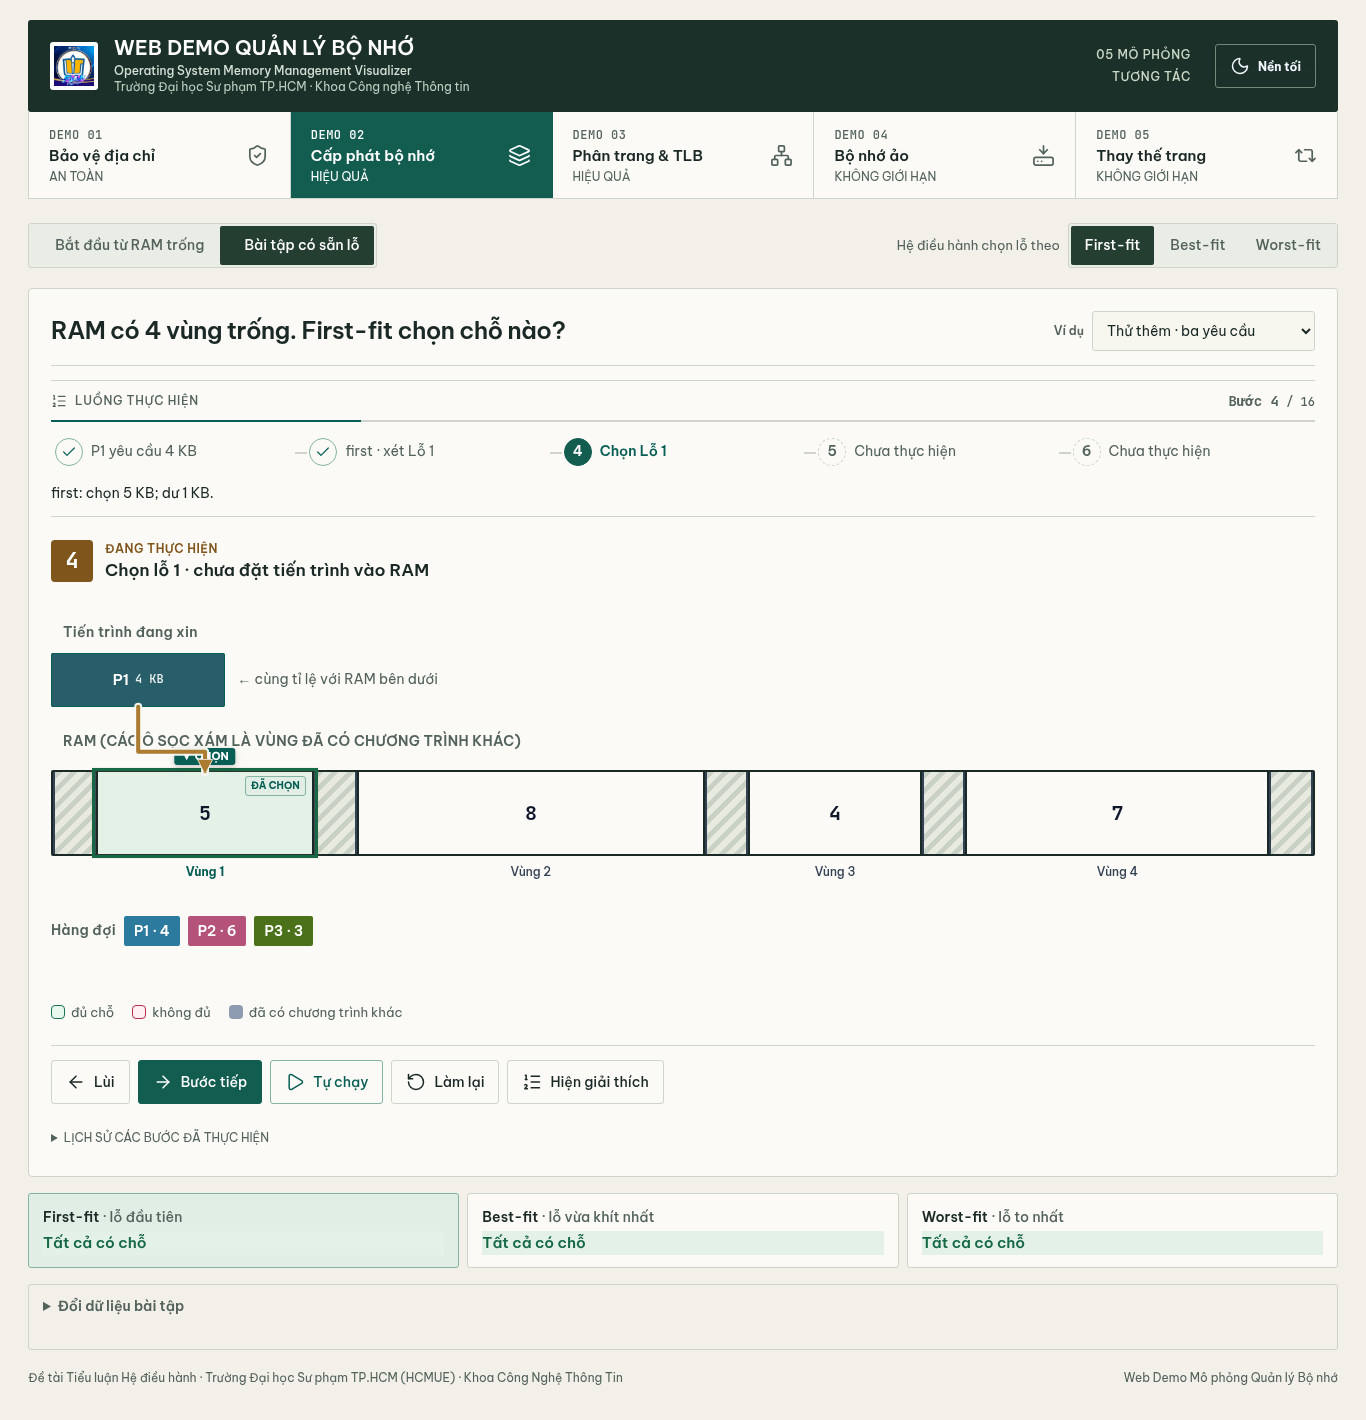 WEB DEMO QUẢN LÝ BỘ NHỚ
Operating System Memory Management Visualizer
Trường Đại học Sư phạm TP.HCM · Khoa Công nghệ Thông tin
05 MÔ PHỎNG
TƯƠNG TÁC
Nền tối
DEMO 01
Bảo vệ địa chỉ
AN TOÀN
DEMO 02
Cấp phát bộ nhớ
HIỆU QUẢ
DEMO 03
Phân trang & TLB
HIỆU QUẢ
DEMO 04
Bộ nhớ ảo
KHÔNG GIỚI HẠN
DEMO 05
Thay thế trang
KHÔNG GIỚI HẠN
Bắt đầu từ RAM trống
Bài tập có sẵn lỗ
Hệ điều hành chọn lỗ theo
First-fit
Best-fit
Worst-fit
RAM có 4 vùng trống. First-fit chọn chỗ nào?
Ví dụ
Thử thêm · ba yêu cầu
LUỒNG THỰC HIỆN
Bước 4 / 16
P1 yêu cầu 4 KB
first · xét Lỗ 1
4 Chọn Lỗ 1
5 Chưa thực hiện
6 Chưa thực hiện
first: chọn 5 KB; dư 1 KB.
4
ĐANG THỰC HIỆN
Chọn lỗ 1 · chưa đặt tiến trình vào RAM
Tiến trình đang xin
P1 4 KB
← cùng tỉ lệ với RAM bên dưới
RAM (CÁC Ô SỌC XÁM LÀ VÙNG ĐÃ CÓ CHƯƠNG TRÌNH KHÁC)
ĐÃ CHỌN
5
8
4
7
Vùng 1
Vùng 2
Vùng 3
Vùng 4
Hàng đợi
P1 · 4
P2 · 6
P3 · 3
đủ chỗ
không đủ
đã có chương trình khác
Lùi
Bước tiếp
Tự chạy
Làm lại
Hiện giải thích
LỊCH SỬ CÁC BƯỚC ĐÃ THỰC HIỆN
First-fit · lỗ đầu tiên
Tất cả có chỗ
Best-fit · lỗ vừa khít nhất
Tất cả có chỗ
Worst-fit · lỗ to nhất
Tất cả có chỗ
Đổi dữ liệu bài tập
Đề tài Tiểu luận Hệ điều hành · Trường Đại học Sư phạm TP.HCM (HCMUE) · Khoa Công Nghệ Thông Tin
Web Demo Mô phỏng Quản lý Bộ nhớ